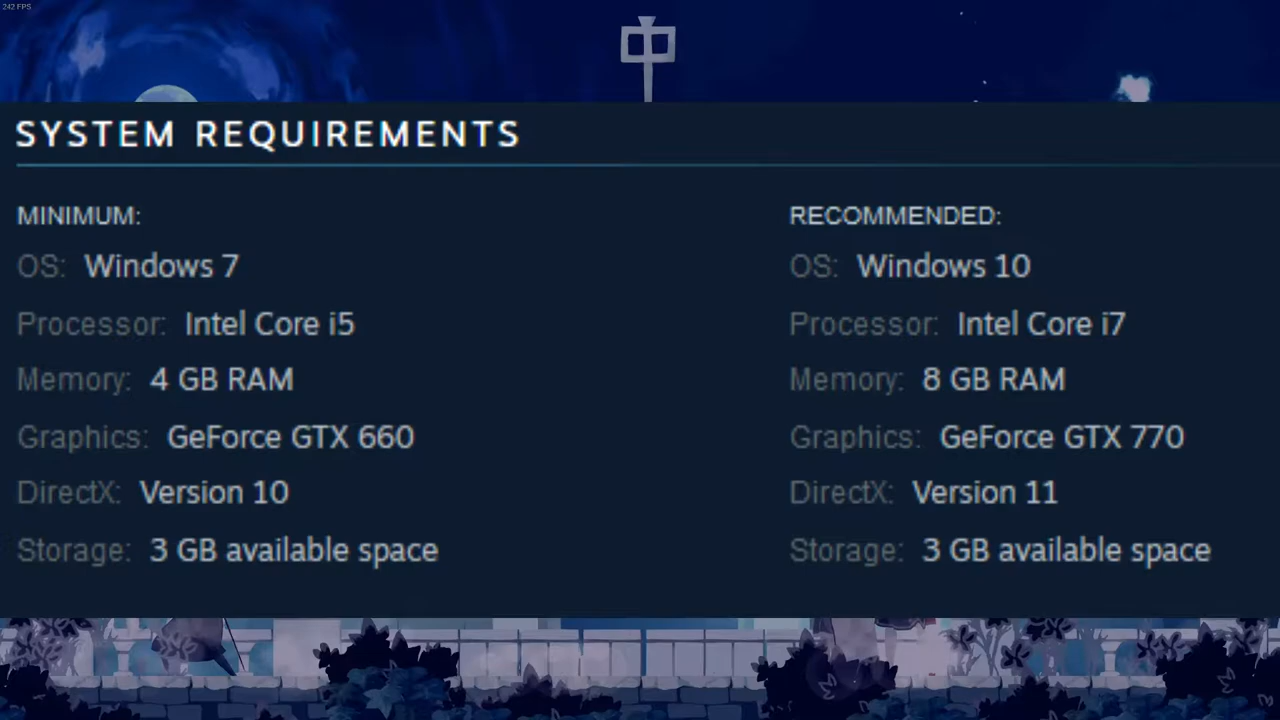 242 FPS
SYSTEM REQUIREMENTS
MINIMUM:
OS: Windows 7
Processor: Intel Core i5
Memory: 4 GB RAM
Graphics: GeForce GTX 660
DirectX: Version 10
Storage: 3 GB available space
RECOMMENDED:
OS: Windows 10
Processor: Intel Core i7
Memory: 8 GB RAM
Graphics: GeForce GTX 770
DirectX: Version 11
Storage: 3 GB available space